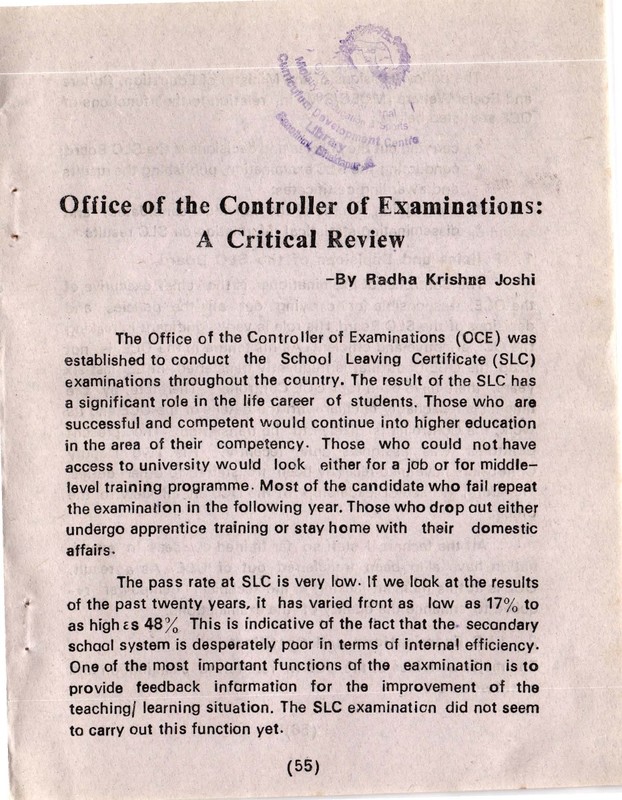 Curriculum Development Centre
Library
Sanothimi, Bhaktapur
Office of the Controller of Examinations:
A Critical Review
-By Radha Krishna Joshi
The Office of the Controller of Examinations (OCE) was
established to conduct the School Leaving Certificate (SLC)
examinations throughout the country. The result of the SLC has
a significant role in the life career of students. Those who are
successful and competent would continue into higher education
in the area of their competency. Those who could not have
access to university would look either for a job or for middle-
level training programme. Most of the candidate who fail repeat
the examination in the following year. Those who drop out either
undergo apprentice training or stay home with their domestic
affairs.
The pass rate at SLC is very low. If we look at the results
of the past twenty years, it has varied front as low as 17% to
as high as 48% This is indicative of the fact that the secondary
school system is desperately poor in terms of internal efficiency.
One of the most important functions of the eaxmination is to
provide feedback information for the improvement of the
teaching/ learning situation. The SLC examination did not seem
to carry out this function yet.
(55)